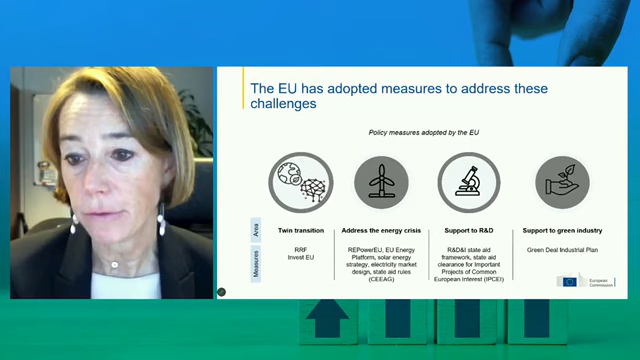 The EU has adopted measures to address these
challenges
Policy measures adopted by the EU
Area
Twin transition
Address the energy crisis
Support to R&D
Support to green industry
Measures
RRF
Invest EU
REPowerEU, EU Energy
Platform, solar energy
strategy, electricity market
design, state aid rules
(CEEAG)
R&D&I state aid
framework, state aid
clearance for Important
Projects of Common
European Interest (IPCEI)
Green Deal Industrial Plan
European
Commission